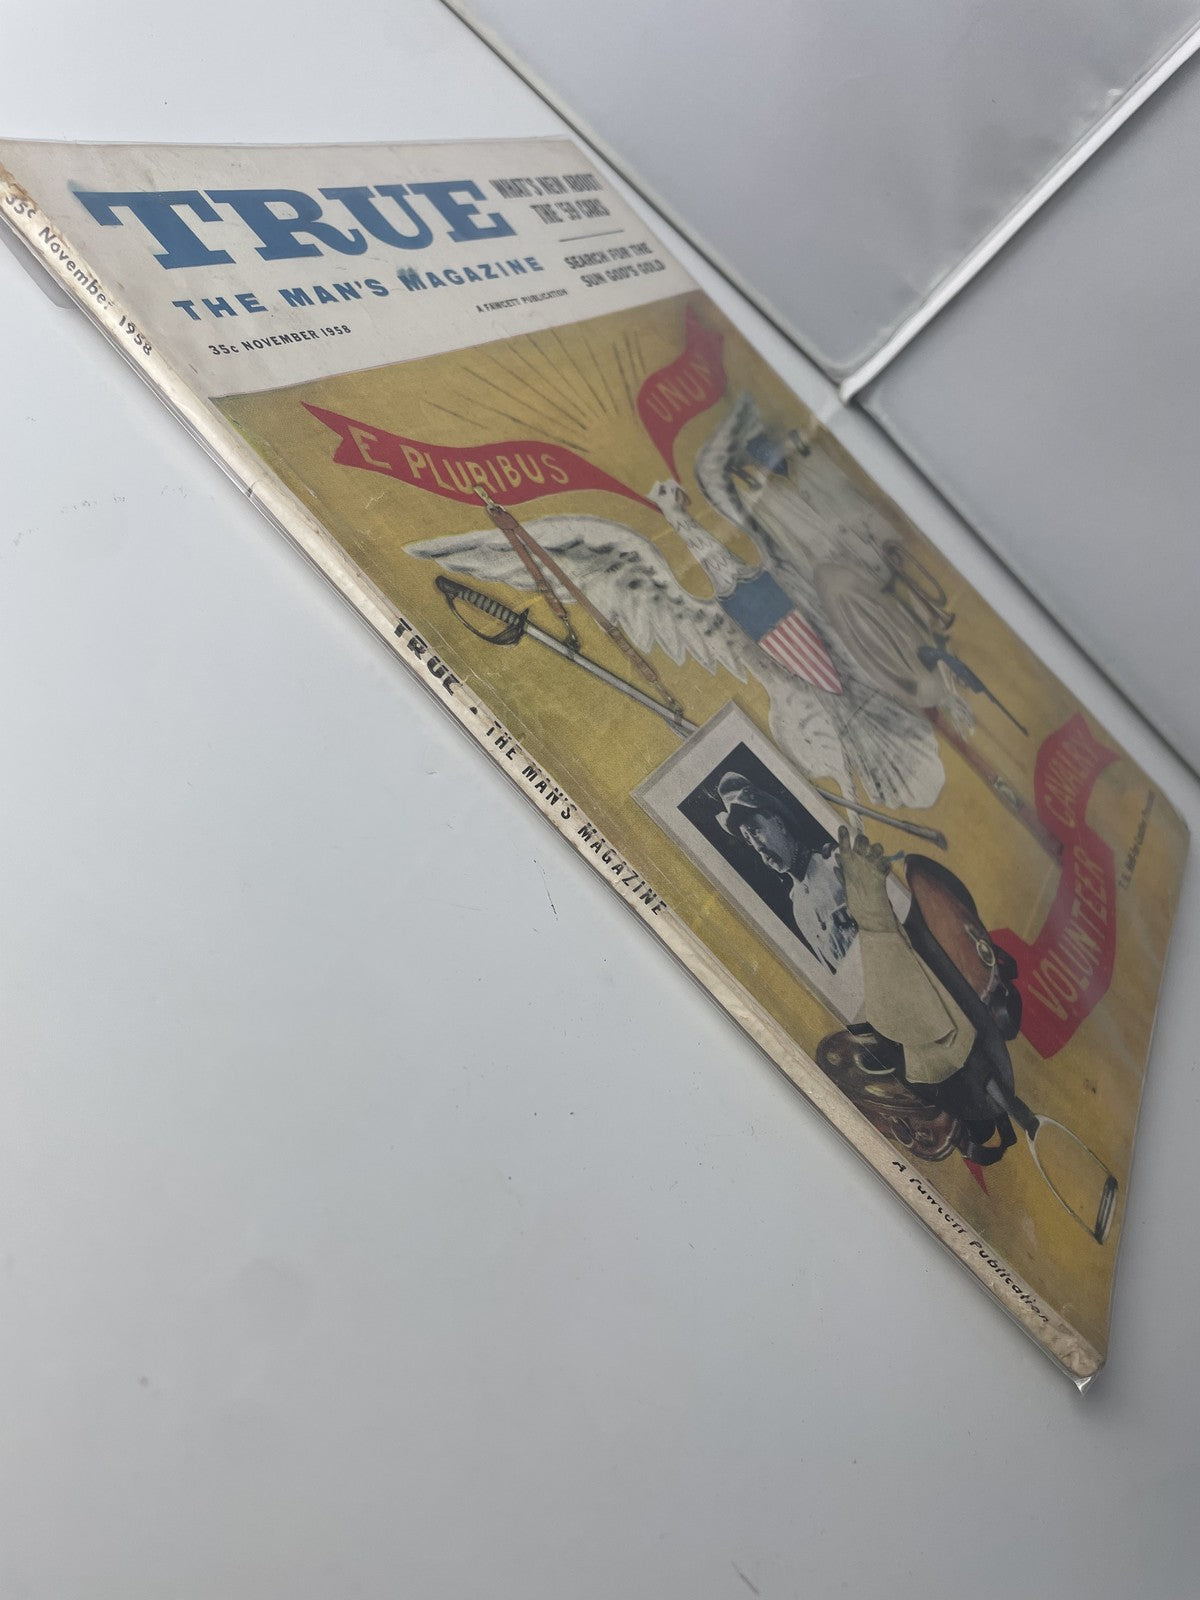 TRUE
THE MAN'S MAGAZINE
A FAWCETT PUBLICATION
35c NOVEMBER 1958
WHAT'S NEW ABOUT
THE '59 CARS
SEARCH FOR THE
SUN GOD'S GOLD
E PLURIBUS
UNUM
VOLUNTEER CAVALRY
35c November 1958
TRUE • THE MAN'S MAGAZINE
A Fawcett Publication